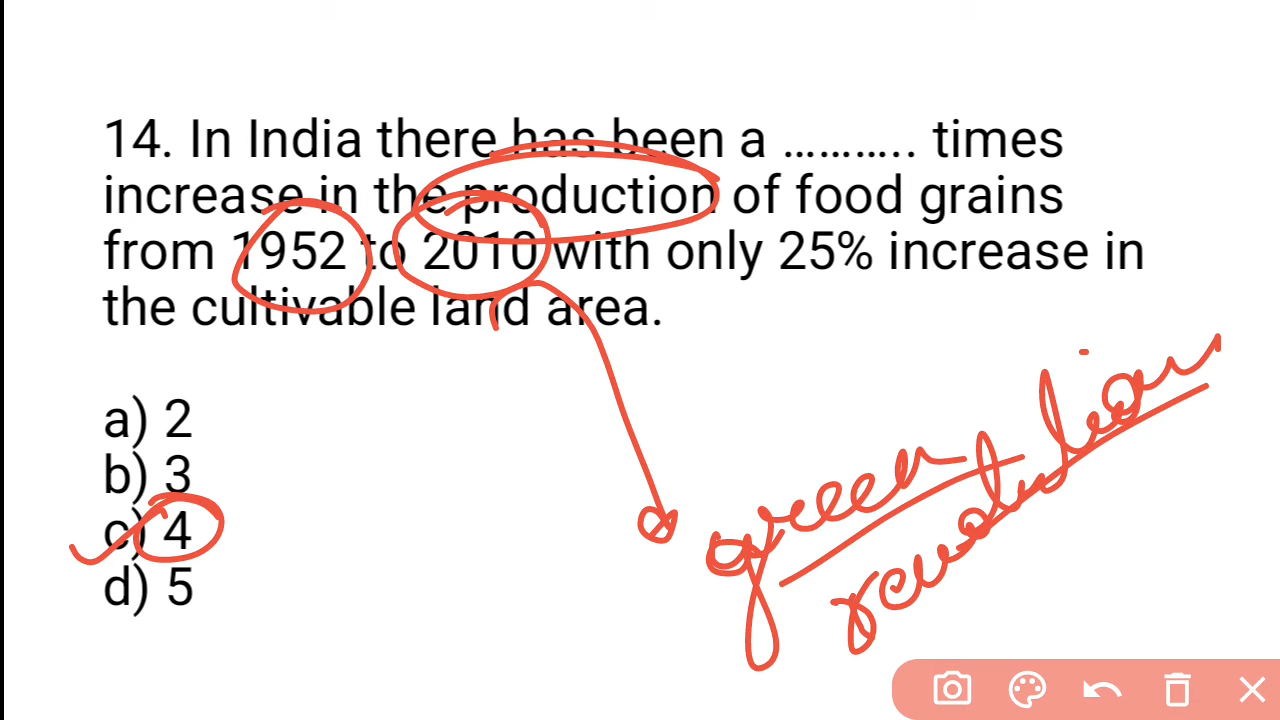 14. In India there has been a ……….. times
increase in the production of food grains
from 1952 to 2010 with only 25% increase in
the cultivable land area.
a) 2
b) 3
c) 4
d) 5
green
revolution